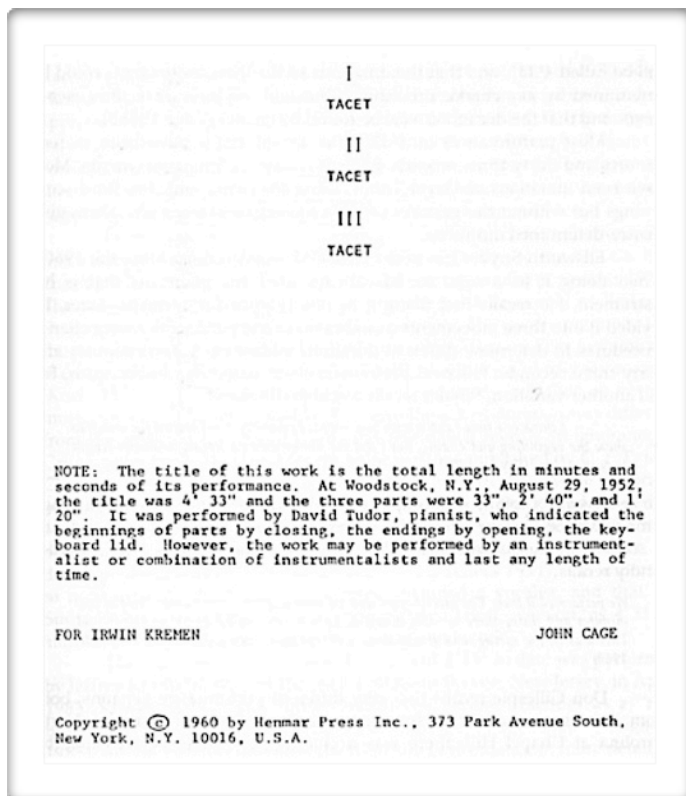 I
TACET
II
TACET
III
TACET
NOTE: The title of this work is the total length in minutes and
seconds of its performance. At Woodstock, N.Y., August 29, 1952,
the title was 4' 33" and the three parts were 33", 2' 40", and 1'
20". It was performed by David Tudor, pianist, who indicated the
beginnings of parts by closing, the endings by opening, the key-
board lid. However, the work may be performed by an instrument-
alist or combination of instrumentalists and last any length of
time.
FOR IRWIN KREMEN JOHN CAGE
Copyright © 1960 by Henmar Press Inc., 373 Park Avenue South,
New York, N.Y. 10016, U.S.A.